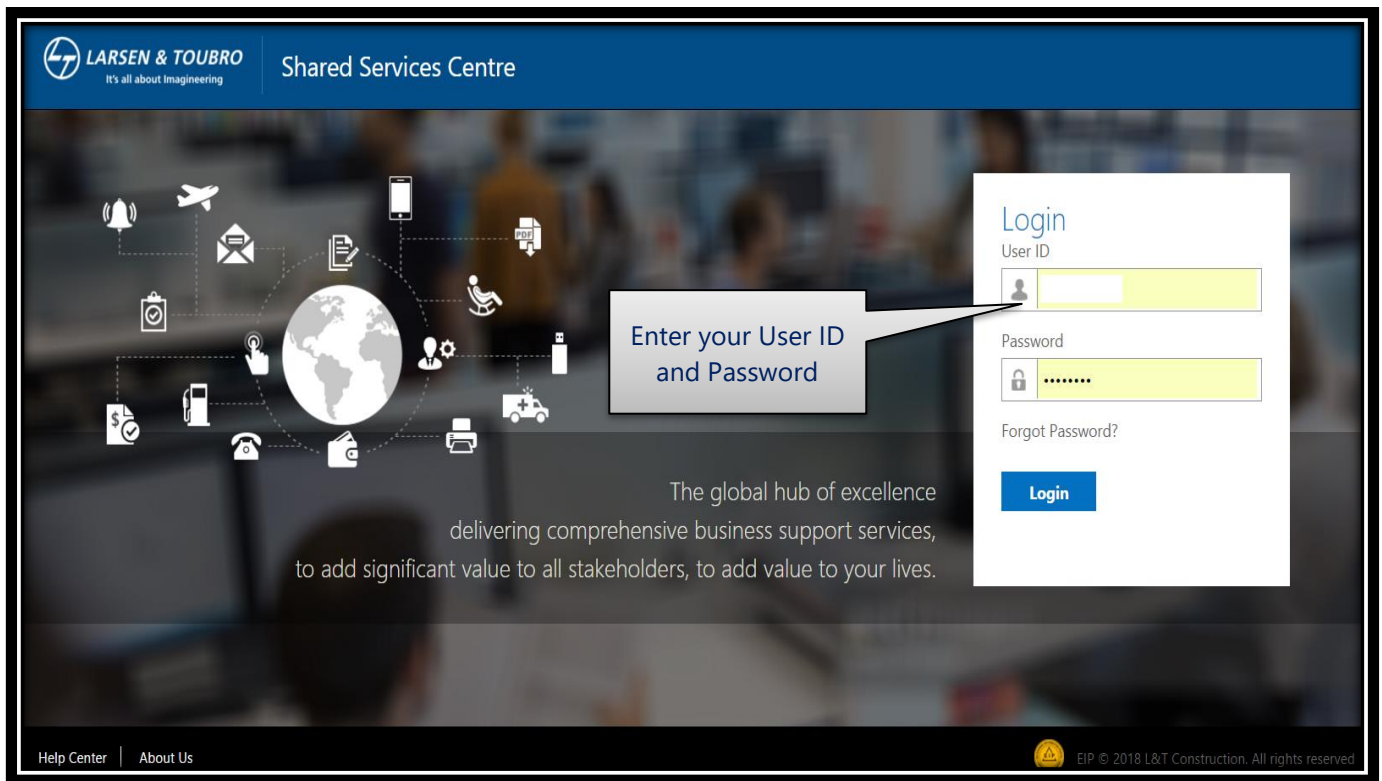 LARSEN & TOUBRO
It's all about Imagineering
Shared Services Centre
PDF
$
Login
User ID
Enter your User ID
and Password
Password
••••••••
Forgot Password?
Login
The global hub of excellence
delivering comprehensive business support services,
to add significant value to all stakeholders, to add value to your lives.
Help Center | About Us
EIP © 2018 L&T Construction. All rights reserved